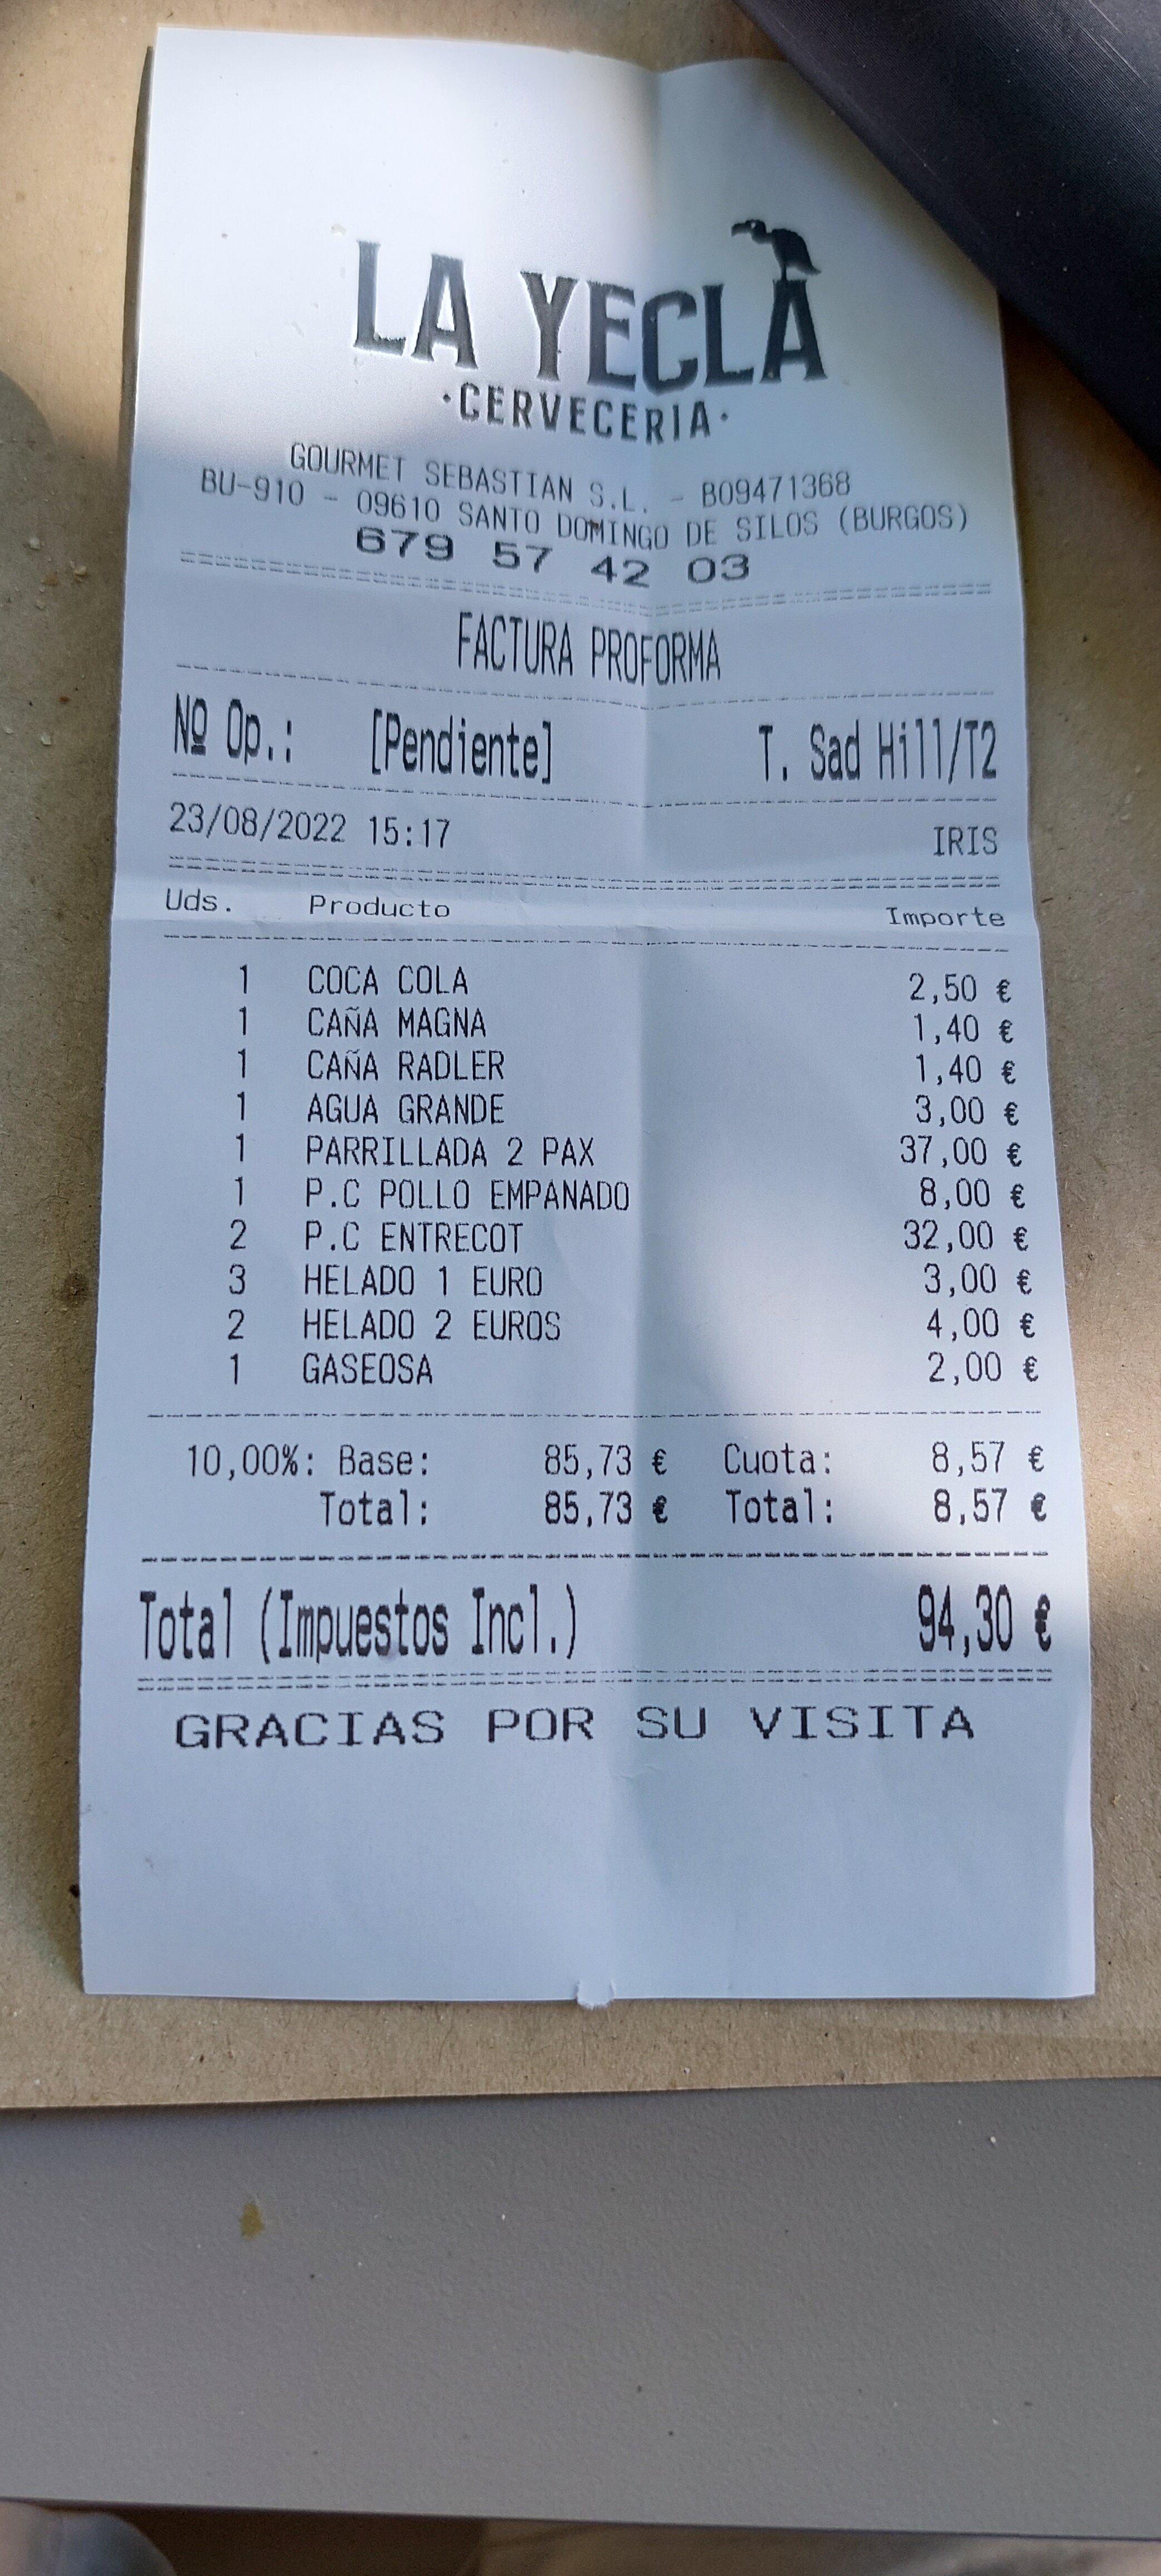 LA YECLA
·CERVECERIA·
GOURMET SEBASTIAN S.L. - B09471368
BU-910 - 09610 SANTO DOMINGO DE SILOS (BURGOS)
679 57 42 03
FACTURA PROFORMA
Nº Op.: [Pendiente] T. Sad Hill/T2
23/08/2022 15:17 IRIS
Uds. Producto Importe
1 COCA COLA 2,50 €
1 CAÑA MAGNA 1,40 €
1 CAÑA RADLER 1,40 €
1 AGUA GRANDE 3,00 €
1 PARRILLADA 2 PAX 37,00 €
1 P.C POLLO EMPANADO 8,00 €
2 P.C ENTRECOT 32,00 €
3 HELADO 1 EURO 3,00 €
2 HELADO 2 EUROS 4,00 €
1 GASEOSA 2,00 €
10,00%: Base: 85,73 € Cuota: 8,57 €
Total: 85,73 € Total: 8,57 €
Total (Impuestos Incl.) 94,30 €
GRACIAS POR SU VISITA